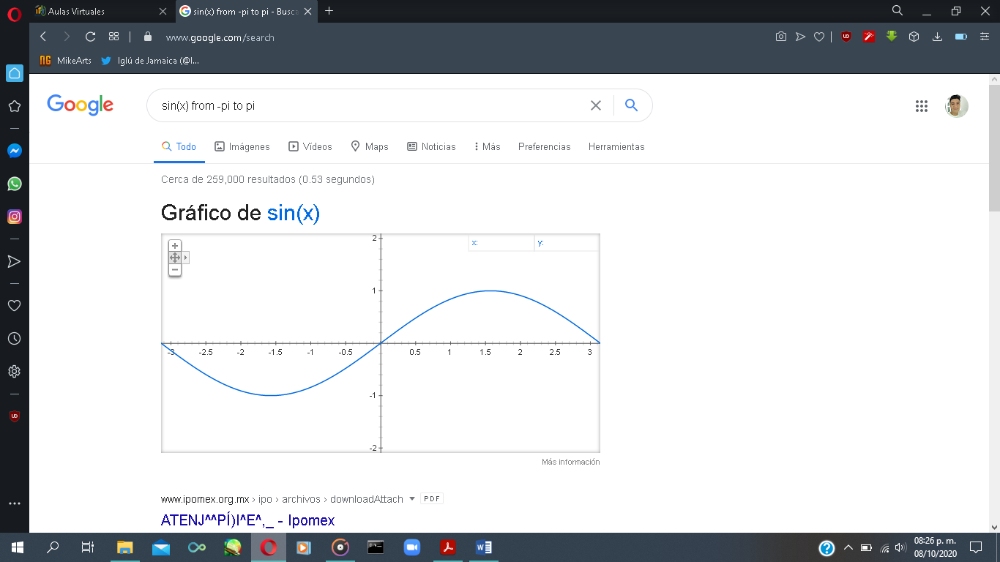 Aulas Virtuales
sin(x) from -pi to pi - Busca
www.google.com/search
NG MikeArts
Iglú de Jamaica (@I...
Google
sin(x) from -pi to pi
Todo Imágenes Vídeos Maps Noticias Más Preferencias Herramientas
Cerca de 259,000 resultados (0.53 segundos)
Gráfico de sin(x)
x: y:
2
1
-3 -2.5 -2 -1.5 -1 -0.5 0 0.5 1 1.5 2 2.5 3
-1
-2
Más información
www.ipomex.org.mx › ipo › archivos › downloadAttach PDF
ATENJ^^PÍ)I^E^,_ - Ipomex
08:26 p. m.
08/10/2020